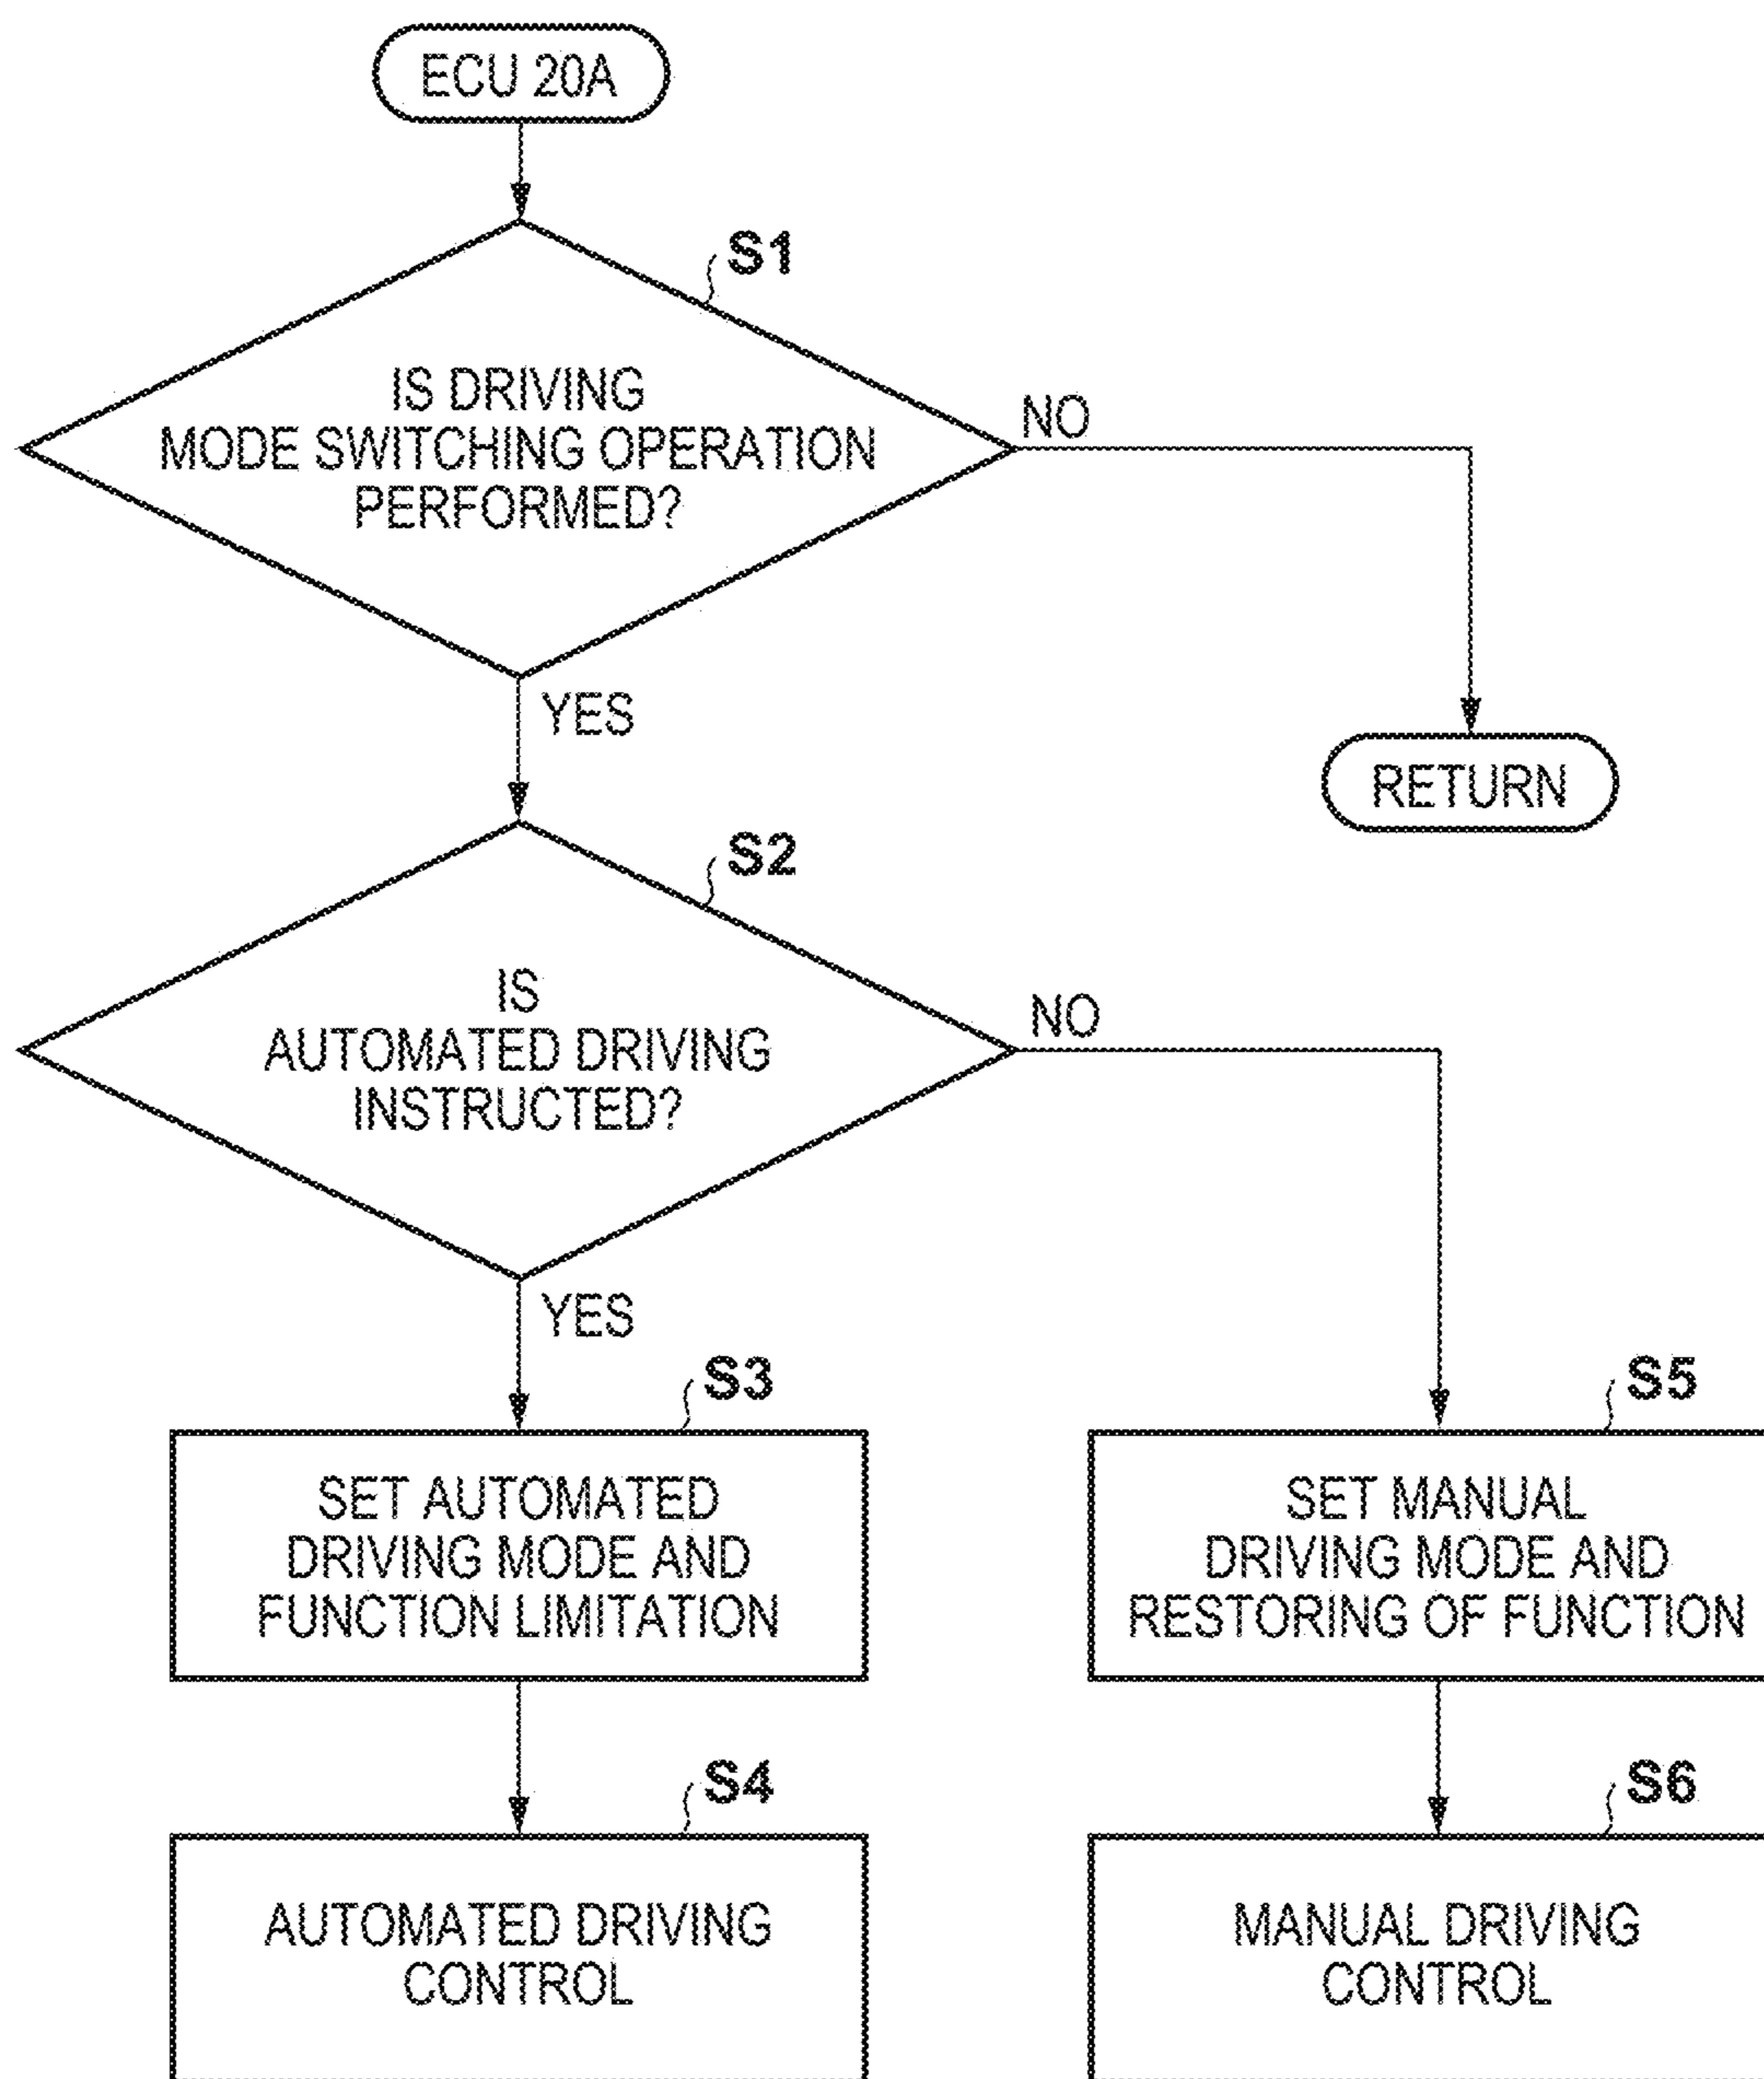 ECU 20A
S1
IS DRIVING
MODE SWITCHING OPERATION
PERFORMED?
NO
YES
RETURN
S2
IS
AUTOMATED DRIVING
INSTRUCTED?
NO
YES
S3
SET AUTOMATED
DRIVING MODE AND
FUNCTION LIMITATION
S5
SET MANUAL
DRIVING MODE AND
RESTORING OF FUNCTION
S4
AUTOMATED DRIVING
CONTROL
S6
MANUAL DRIVING
CONTROL